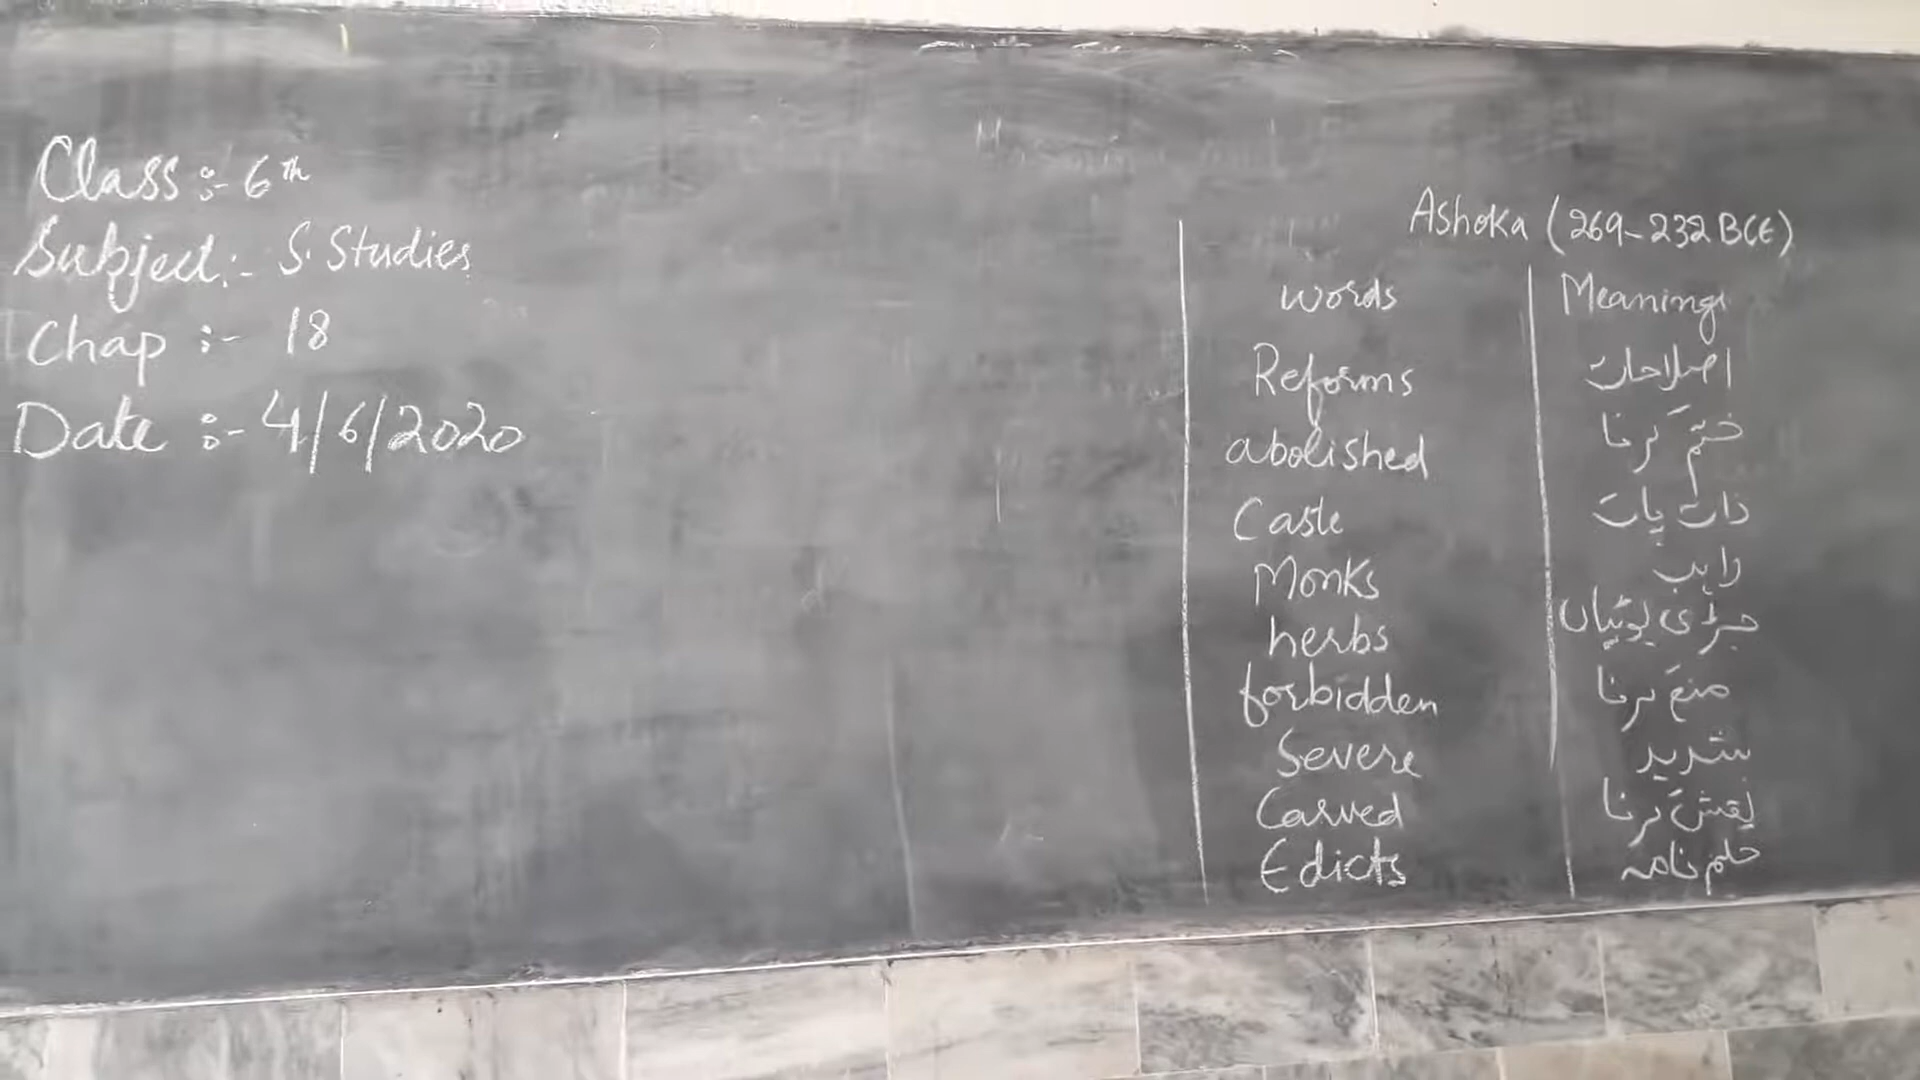 Class :- 6th
Subject :- S. Studies
Chap :- 18
Date :- 4/6/2020
Ashoka (269-232 BCE)
words Meanings
Reforms اصلاحات
abolished ختم کرنا
Caste ذات پات
Monks راہب
herbs جڑی بوٹیاں
forbidden منع کرنا
Severe شدید
Carved نقش کرنا
Edicts حکم نامہ